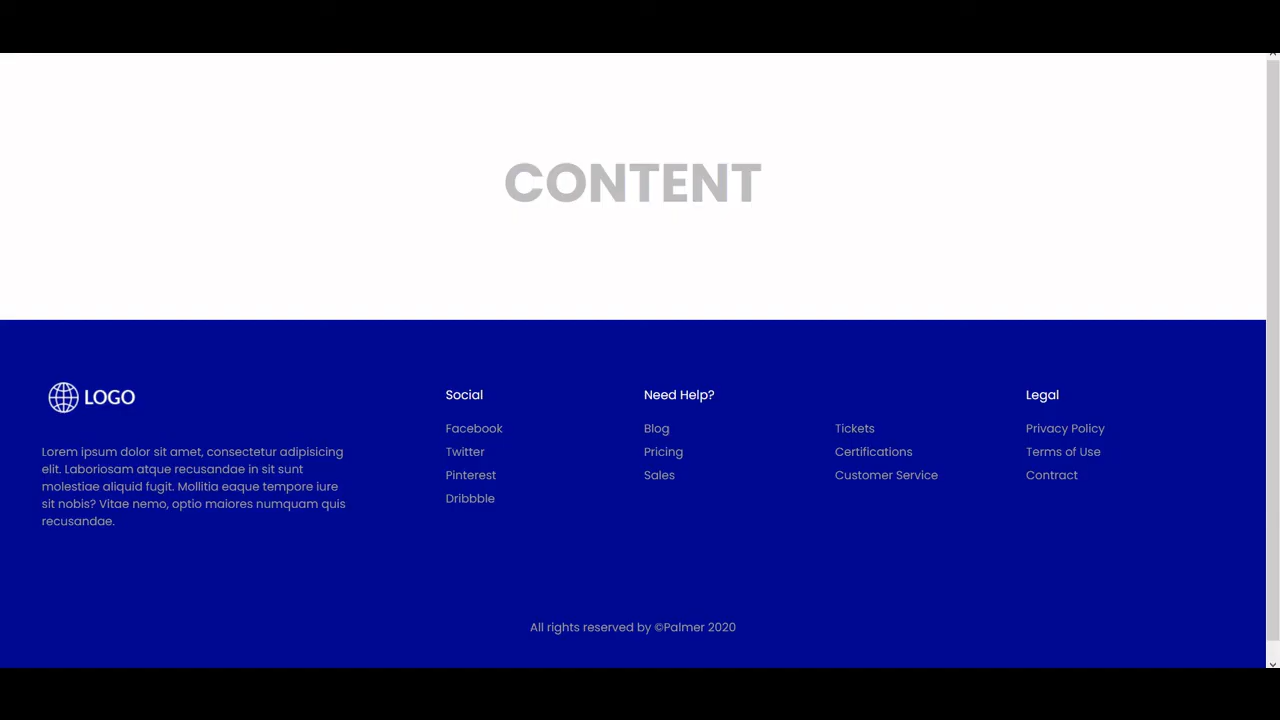 CONTENT
LOGO
Lorem ipsum dolor sit amet, consectetur adipisicing
elit. Laboriosam atque recusandae in sit sunt
molestiae aliquid fugit. Mollitia eaque tempore iure
sit nobis? Vitae nemo, optio maiores numquam quis
recusandae.
Social
Facebook
Twitter
Pinterest
Dribbble
Need Help?
Blog
Pricing
Sales
Tickets
Certifications
Customer Service
Legal
Privacy Policy
Terms of Use
Contract
All rights reserved by ©Palmer 2020